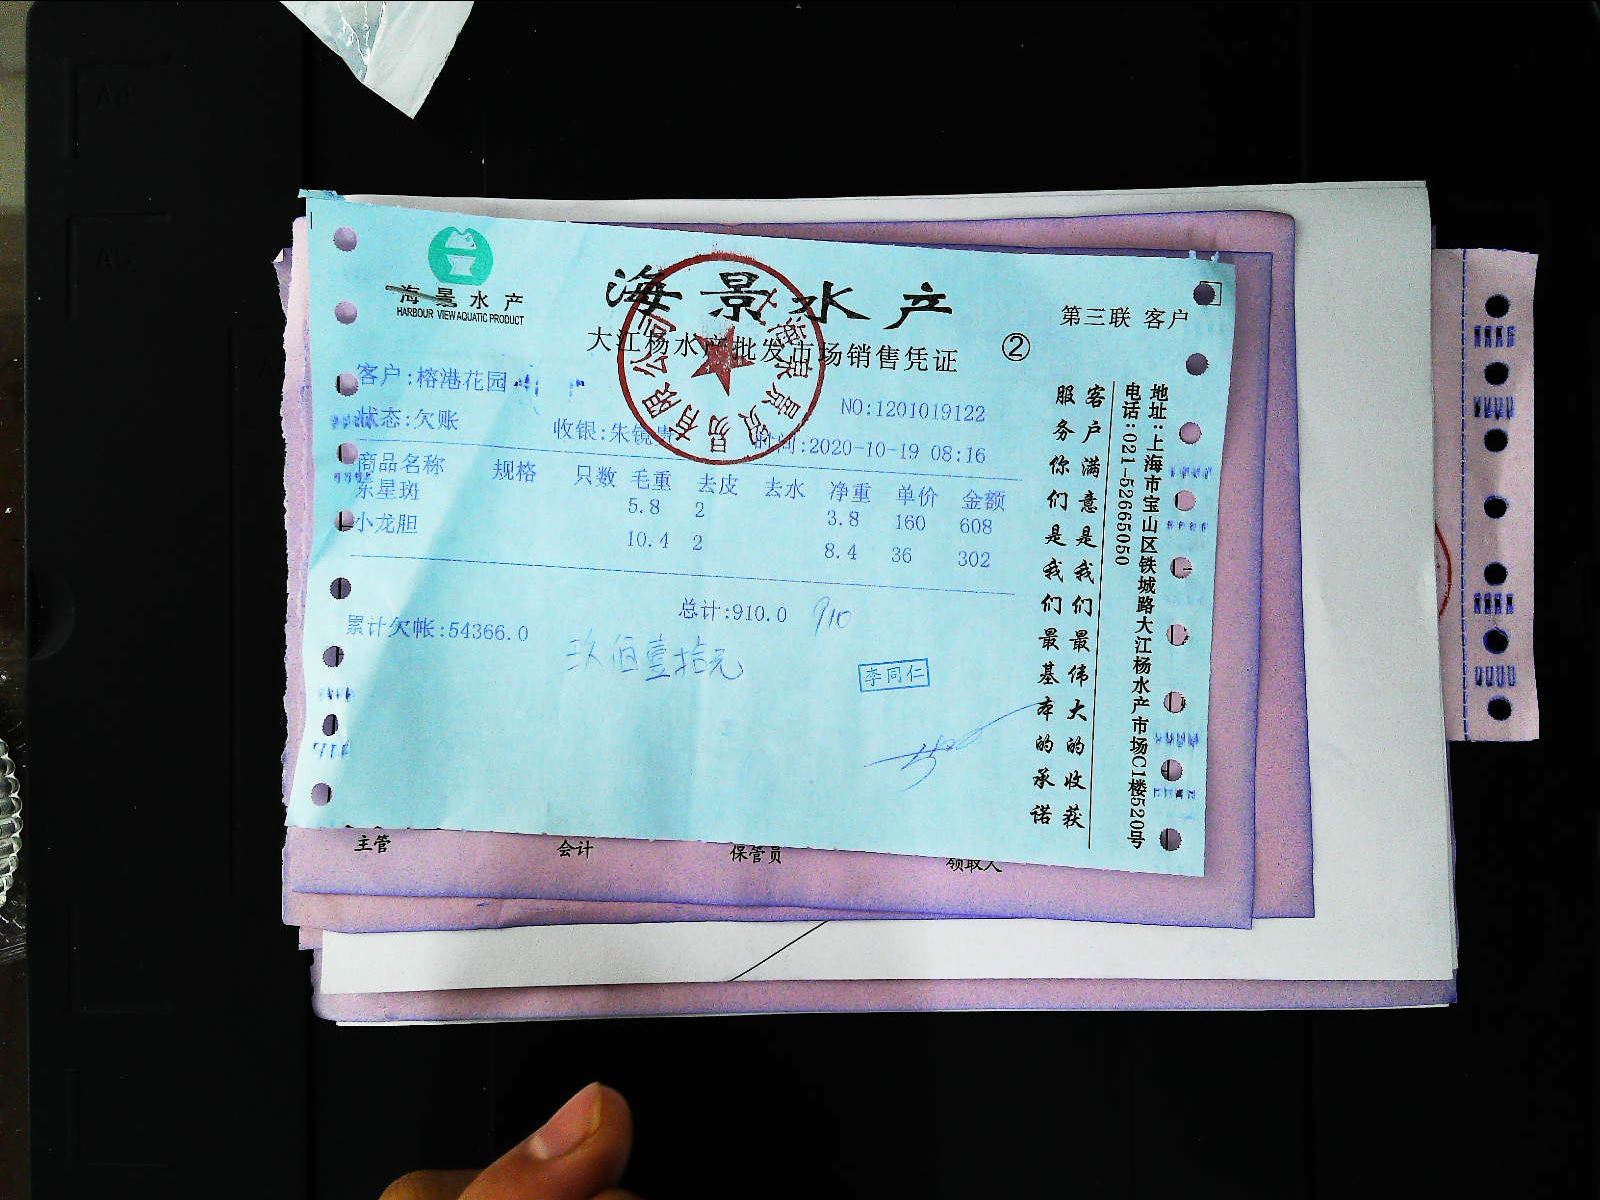 海景水产
HARBOUR VIEW AQUATIC PRODUCT
海景水产
大江杨水产批发市场销售凭证
②
第三联 客户
客户:榕港花园
NO:1201019122
状态:欠账
收银:朱镜
时间:2020-10-19 08:16
商品名称 规格 只数 毛重 去皮 去水 净重 单价 金额
东星斑 5.8 2 3.8 160 608
小龙胆 10.4 2 8.4 36 302
总计:910.0 910
累计欠帐:54366.0
玖佰壹拾元
李同仁
客户满意是我们最伟大的收获
服务你们是我们最基本的承诺
地址:上海市宝山区铁城路大江杨水产市场C1楼520号
电话:021-52665050
主管 会计 保管员 领取人
A4
A5